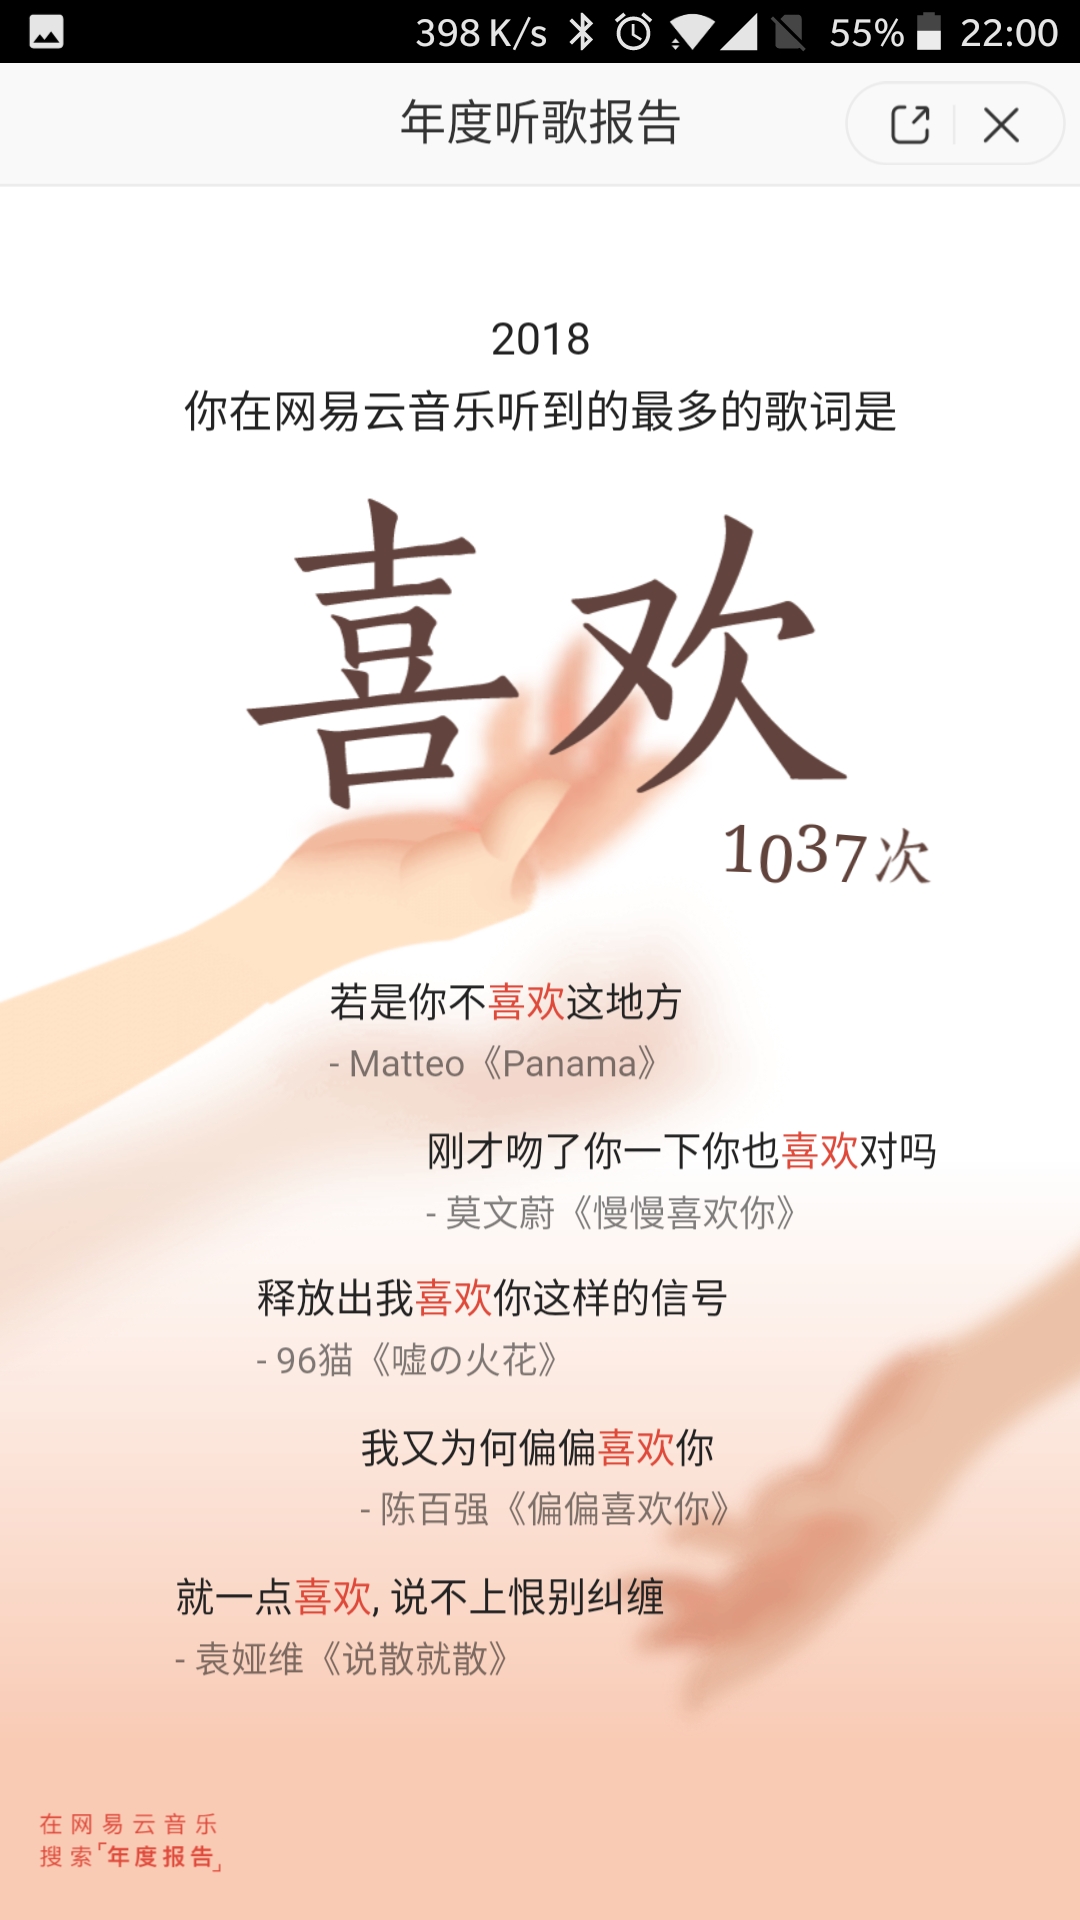 398 K/s 55% 22:00
年度听歌报告
2018
你在网易云音乐听到的最多的歌词是
喜欢
1037次
若是你不喜欢这地方
- Matteo《Panama》
刚才吻了你一下你也喜欢对吗
- 莫文蔚《慢慢喜欢你》
释放出我喜欢你这样的信号
- 96猫《嘘の火花》
我又为何偏偏喜欢你
- 陈百强《偏偏喜欢你》
就一点喜欢, 说不上恨别纠缠
- 袁娅维《说散就散》
在网易云音乐
搜索「年度报告」